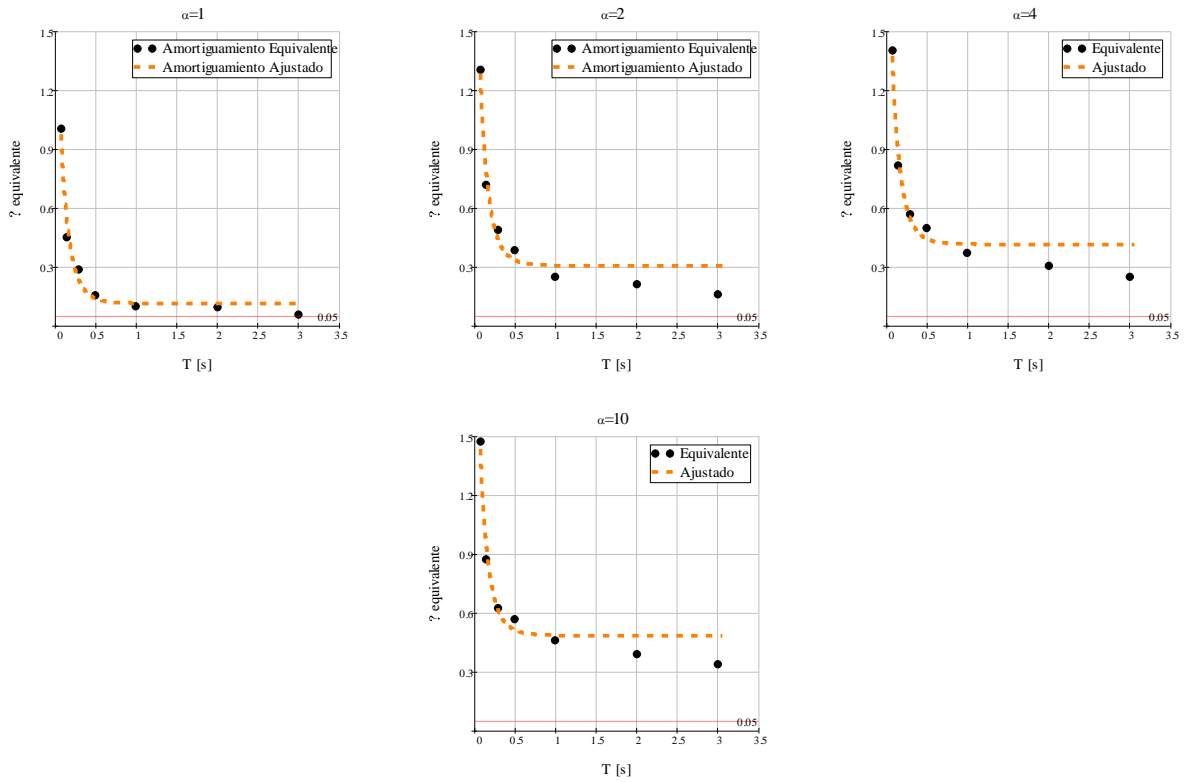 α=1
1.5
1.2
0.9
0.6
0.3
Amortiguamiento Equivalente
Amortiguamiento Ajustado
? equivalente
0.05
0 0.5 1 1.5 2 2.5 3 3.5
T [s]
α=2
1.5
1.2
0.9
0.6
0.3
Amortiguamiento Equivalente
Amortiguamiento Ajustado
? equivalente
0.05
0 0.5 1 1.5 2 2.5 3 3.5
T [s]
α=4
1.5
1.2
0.9
0.6
0.3
Equivalente
Ajustado
? equivalente
0.05
0 0.5 1 1.5 2 2.5 3 3.5
T [s]
α=10
1.5
1.2
0.9
0.6
0.3
Equivalente
Ajustado
? equivalente
0.05
0 0.5 1 1.5 2 2.5 3 3.5
T [s]